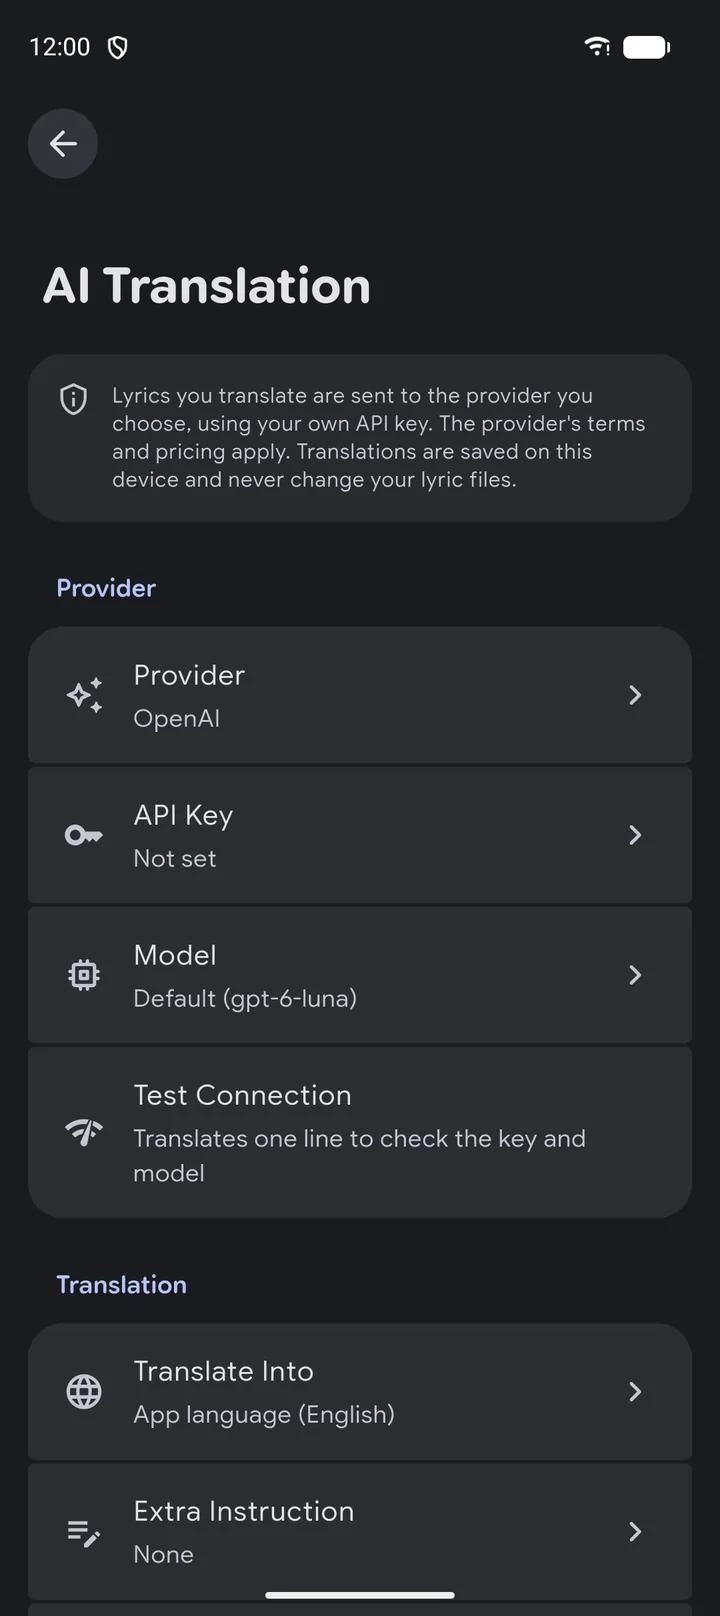 12:00
AI Translation
Lyrics you translate are sent to the provider you
choose, using your own API key. The provider's terms
and pricing apply. Translations are saved on this
device and never change your lyric files.
Provider
Provider
OpenAI
API Key
Not set
Model
Default (gpt-6-luna)
Test Connection
Translates one line to check the key and
model
Translation
Translate Into
App language (English)
Extra Instruction
None